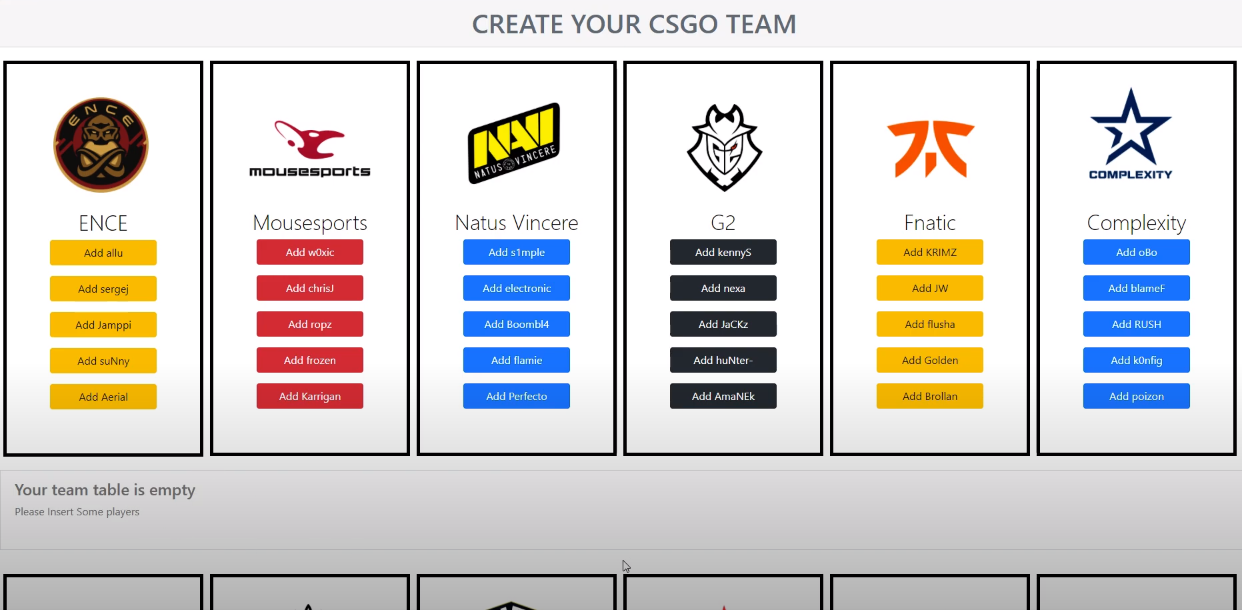 CREATE YOUR CSGO TEAM
ENCE
ENCE
Add allu
Add sergej
Add Jamppi
Add suNny
Add Aerial
mousesports
Mousesports
Add w0xic
Add chrisJ
Add ropz
Add frozen
Add Karrigan
NAVI
NATUS VINCERE
Natus Vincere
Add s1mple
Add electronic
Add Boombl4
Add flamie
Add Perfecto
G2
G2
Add kennyS
Add nexa
Add JaCKz
Add huNter-
Add AmaNEk
Fnatic
Add KRIMZ
Add JW
Add flusha
Add Golden
Add Brollan
COMPLEXITY
Complexity
Add oBo
Add blameF
Add RUSH
Add k0nfig
Add poizon
Your team table is empty
Please Insert Some players